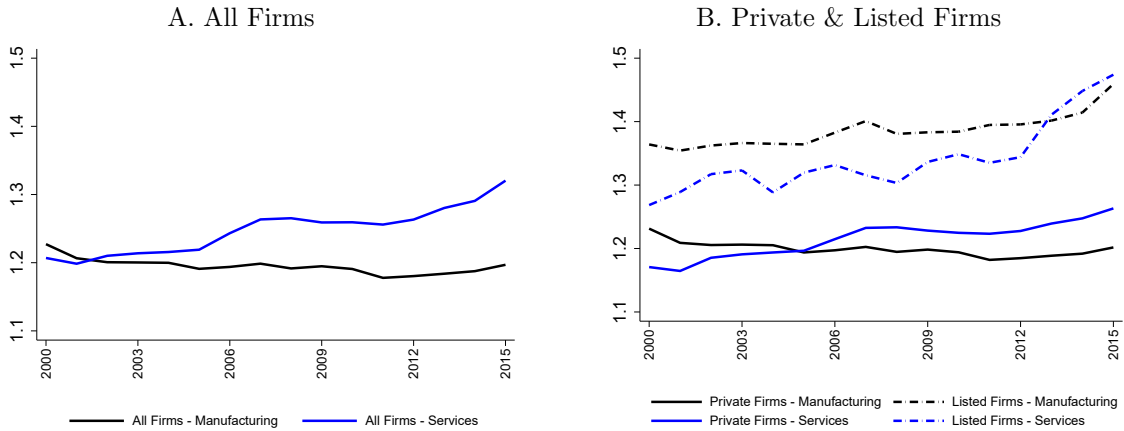 A. All Firms
1.5
1.4
1.3
1.2
1.1
2000
2003
2006
2009
2012
2015
All Firms - Manufacturing
All Firms - Services
B. Private & Listed Firms
1.5
1.4
1.3
1.2
1.1
2000
2003
2006
2009
2012
2015
Private Firms - Manufacturing
Listed Firms - Manufacturing
Private Firms - Services
Listed Firms - Services